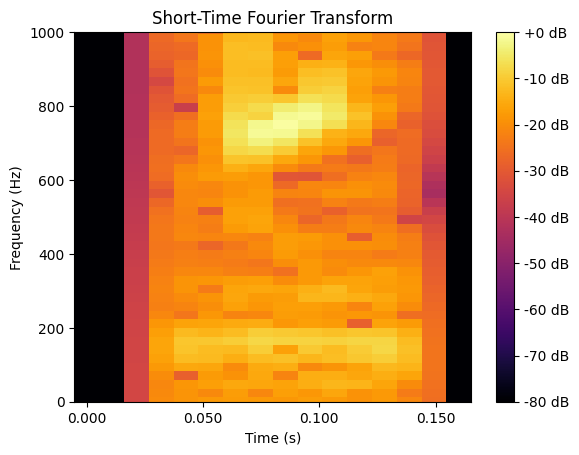 Short-Time Fourier Transform
1000
800
600
400
200
0
Frequency (Hz)
0.000
0.050
0.100
0.150
Time (s)
+0 dB
-10 dB
-20 dB
-30 dB
-40 dB
-50 dB
-60 dB
-70 dB
-80 dB